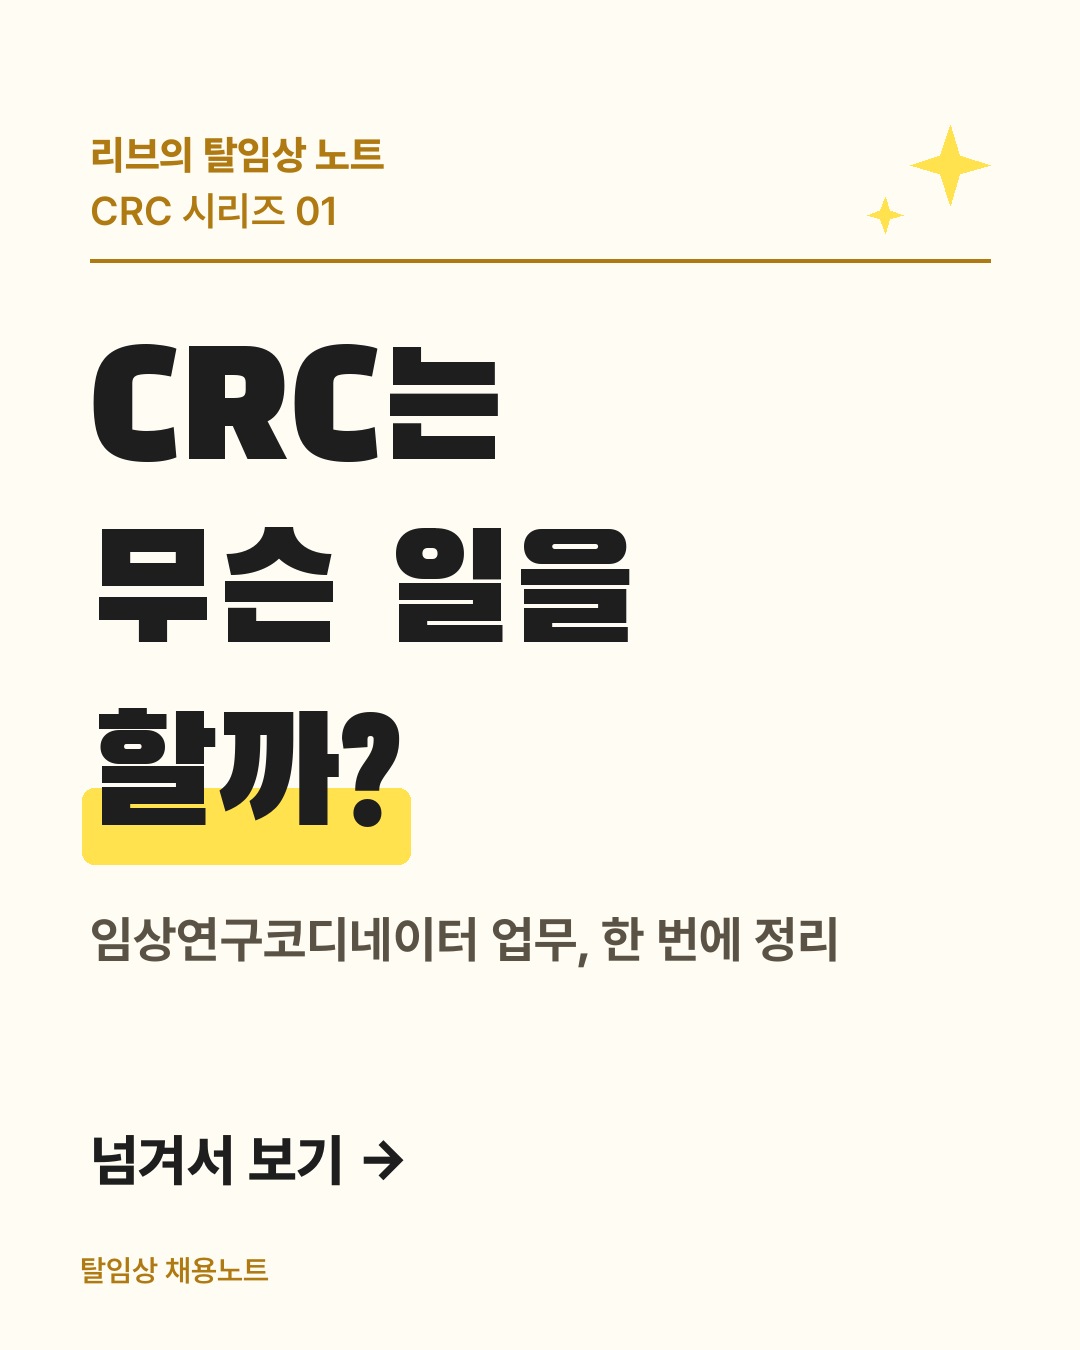 리브의 탈임상 노트
CRC 시리즈 01
CRC는
무슨 일을
할까?
임상연구코디네이터 업무, 한 번에 정리
넘겨서 보기 →
탈임상 채용노트